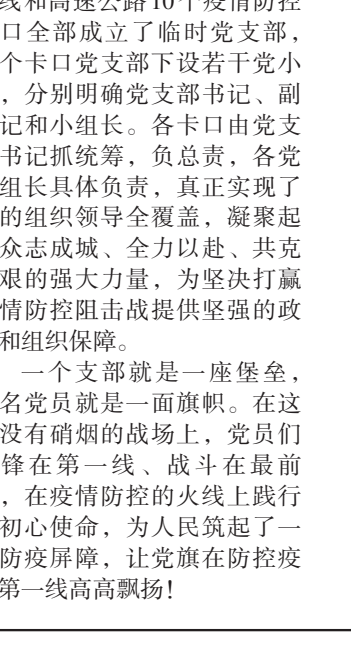 线和高速公路10个疫情防控
口全部成立了临时党支部，
个卡口党支部下设若干党小
，分别明确党支部书记、副
记和小组长。各卡口由党支
书记抓统筹，负总责，各党
组长具体负责，真正实现了
的组织领导全覆盖，凝聚起
众志成城、全力以赴、共克
艰的强大力量，为坚决打赢
情防控阻击战提供坚强的政
和组织保障。
一个支部就是一座堡垒，
名党员就是一面旗帜。在这
没有硝烟的战场上，党员们
锋在第一线、战斗在最前
，在疫情防控的火线上践行
初心使命，为人民筑起了一
防疫屏障，让党旗在防控疫
第一线高高飘扬！